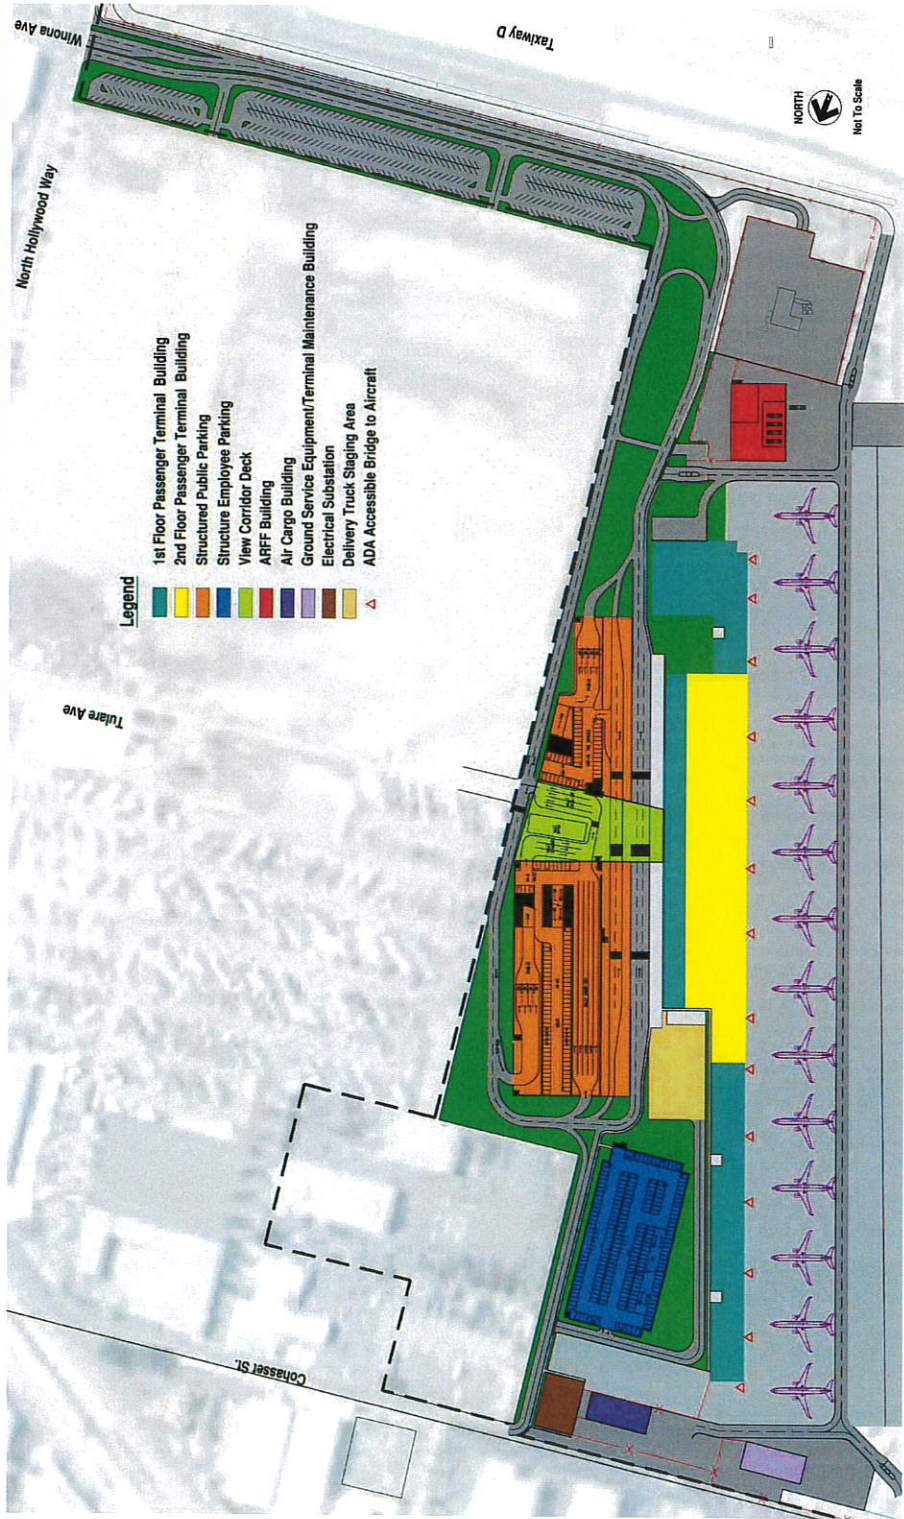 Winona Ave
Taxiway D
NORTH
Not To Scale
North Hollywood Way
Legend
1st Floor Passenger Terminal Building
2nd Floor Passenger Terminal Building
Structured Public Parking
Structure Employee Parking
View Corridor Deck
ARFF Building
Air Cargo Building
Ground Service Equipment/Terminal Maintenance Building
Electrical Substation
Delivery Truck Staging Area
ADA Accessible Bridge to Aircraft
Tulare Ave
Cohasset St.